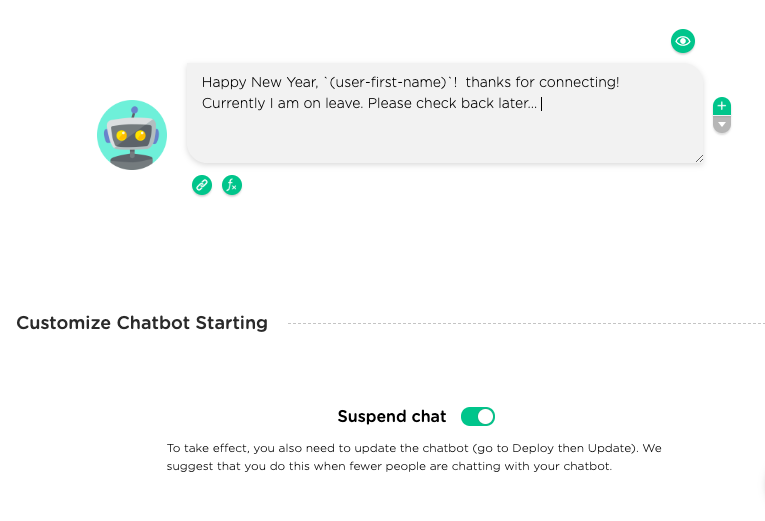 Happy New Year, `(user-first-name)`!  thanks for connecting!
Currently I am on leave. Please check back later...
fx
Customize Chatbot Starting
Suspend chat
To take effect, you also need to update the chatbot (go to Deploy then Update). We
suggest that you do this when fewer people are chatting with your chatbot.